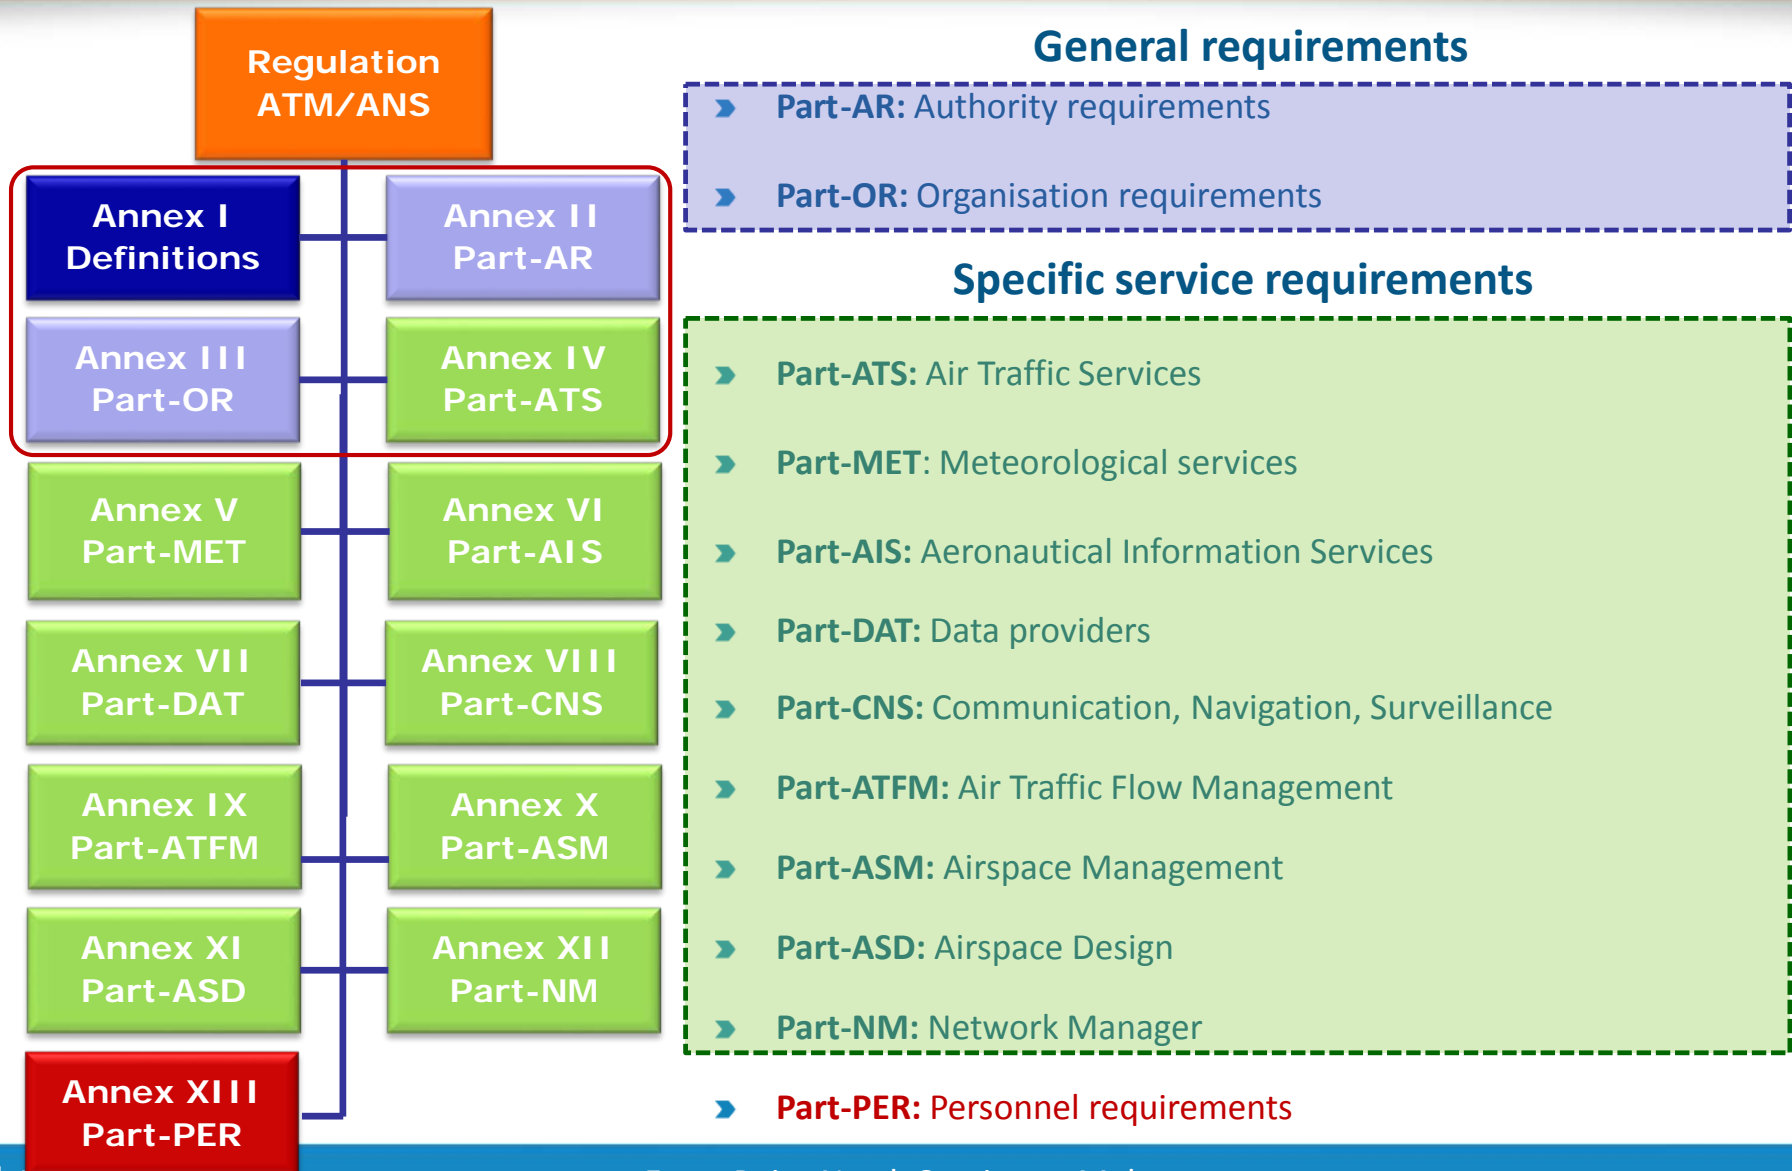 Regulation
ATM/ANS
Annex I
Definitions
Annex II
Part-AR
Annex III
Part-OR
Annex IV
Part-ATS
Annex V
Part-MET
Annex VI
Part-AIS
Annex VII
Part-DAT
Annex VIII
Part-CNS
Annex IX
Part-ATFM
Annex X
Part-ASM
Annex XI
Part-ASD
Annex XII
Part-NM
Annex XIII
Part-PER
General requirements
Part-AR: Authority requirements
Part-OR: Organisation requirements
Specific service requirements
Part-ATS: Air Traffic Services
Part-MET: Meteorological services
Part-AIS: Aeronautical Information Services
Part-DAT: Data providers
Part-CNS: Communication, Navigation, Surveillance
Part-ATFM: Air Traffic Flow Management
Part-ASM: Airspace Management
Part-ASD: Airspace Design
Part-NM: Network Manager
Part-PER: Personnel requirements